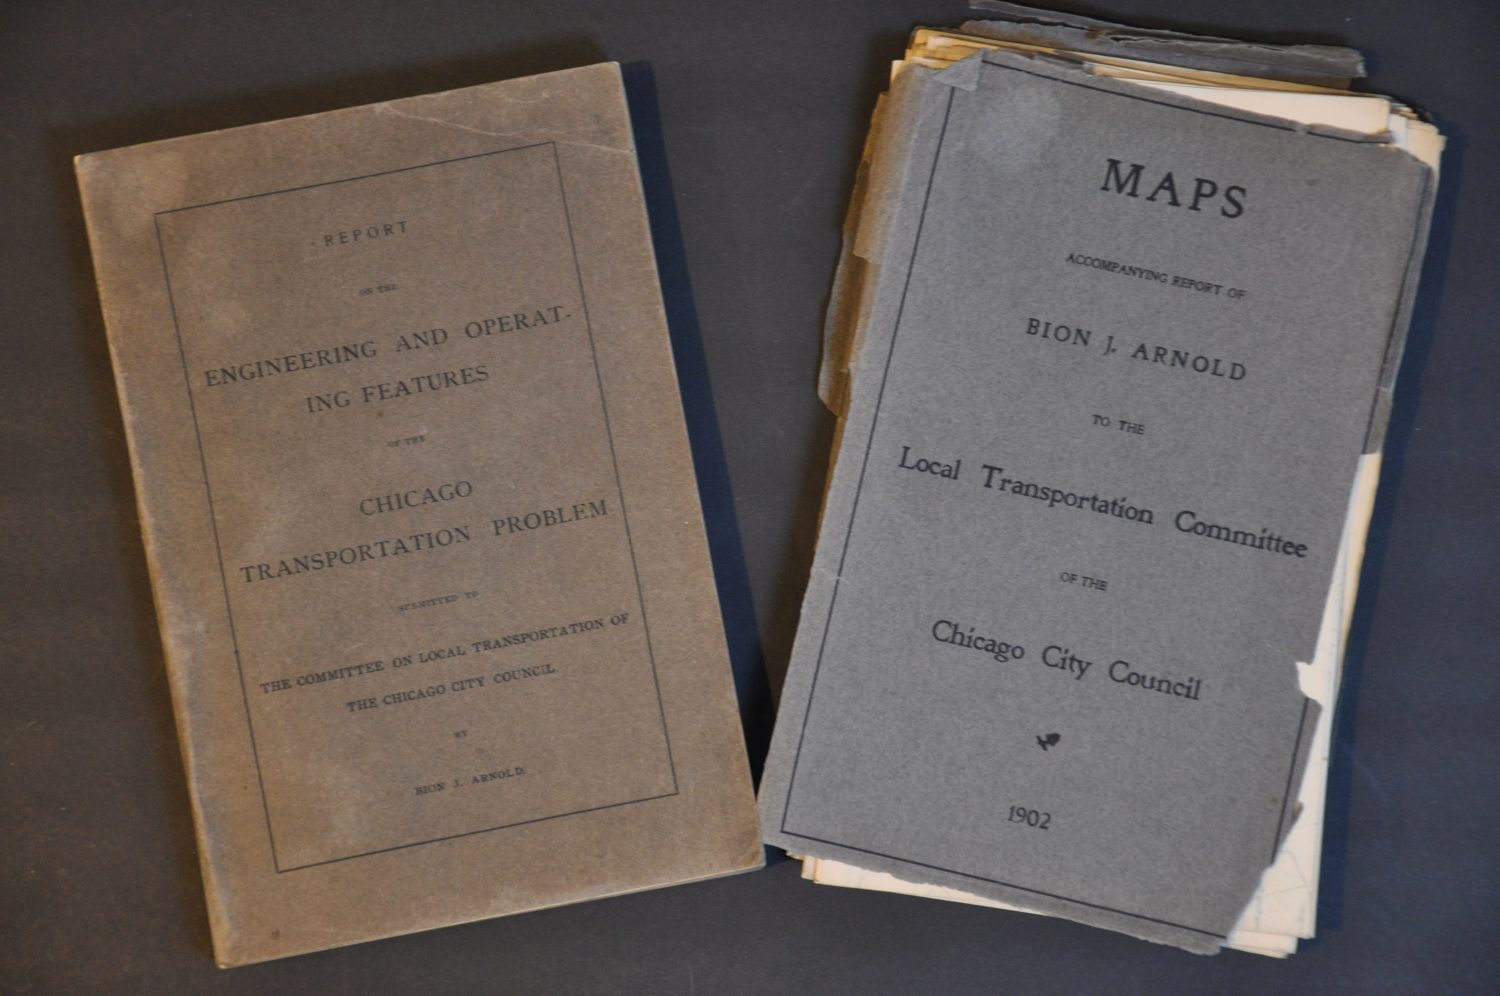 REPORT
ON THE
ENGINEERING AND OPERAT-
ING FEATURES
OF THE
CHICAGO
TRANSPORTATION PROBLEM
SUBMITTED TO
THE COMMITTEE ON LOCAL TRANSPORTATION OF
THE CHICAGO CITY COUNCIL
BY
BION J. ARNOLD.
MAPS
ACCOMPANYING REPORT OF
BION J. ARNOLD
TO THE
Local Transportation Committee
OF THE
Chicago City Council
1902